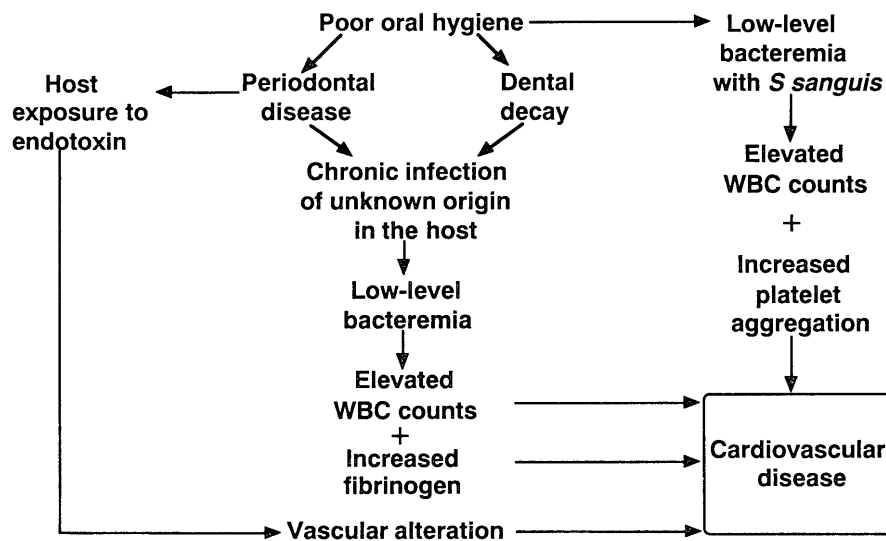 Poor oral hygiene
Low-level
bacteremia
with S sanguis
Host
exposure to
endotoxin
Periodontal
disease
Dental
decay
Elevated
WBC counts
+
Increased
platelet
aggregation
Chronic infection
of unknown origin
in the host
Low-level
bacteremia
Elevated
WBC counts
+
Increased
fibrinogen
Vascular alteration
Cardiovascular
disease